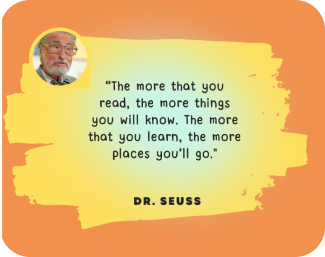 “The more that you
read, the more things
you will know. The more
that you learn, the more
places you’ll go."
DR. SEUSS